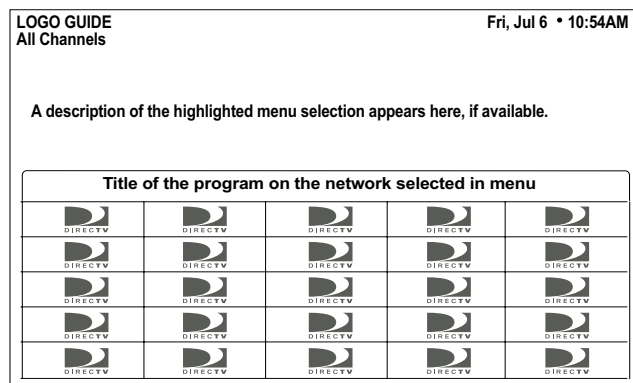 LOGO GUIDE Fri, Jul 6 • 10:54AM
All Channels
A description of the highlighted menu selection appears here, if available.
Title of the program on the network selected in menu
DIRECTV DIRECTV DIRECTV DIRECTV DIRECTV
DIRECTV DIRECTV DIRECTV DIRECTV DIRECTV
DIRECTV DIRECTV DIRECTV DIRECTV DIRECTV
DIRECTV DIRECTV DIRECTV DIRECTV DIRECTV
DIRECTV DIRECTV DIRECTV DIRECTV DIRECTV